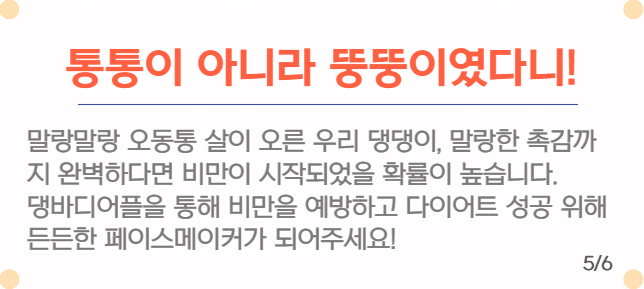 통통이 아니라 뚱뚱이였다니!
말랑말랑 오동통 살이 오른 우리 댕댕이, 말랑한 촉감까
지 완벽하다면 비만이 시작되었을 확률이 높습니다.
댕바디어플을 통해 비만을 예방하고 다이어트 성공 위해
든든한 페이스메이커가 되어주세요!
5/6